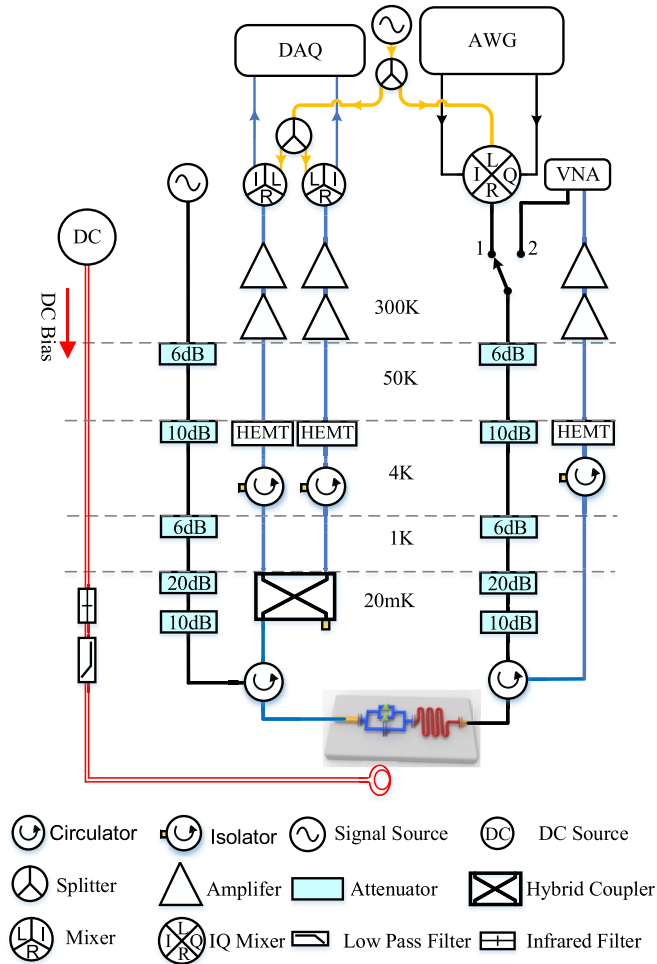 DAQ
AWG
I L R
L I R
L
I Q
R
VNA
DC
1 2
DC Bias
300K
6dB
6dB
50K
10dB
HEMT
HEMT
10dB
HEMT
4K
6dB
6dB
1K
20dB
20dB
20mK
10dB
10dB
Circulator
Isolator
Signal Source
DC
DC Source
Splitter
Amplifer
Attenuator
Hybrid Coupler
L I R
Mixer
L
I Q
R
IQ Mixer
Low Pass Filter
Infrared Filter